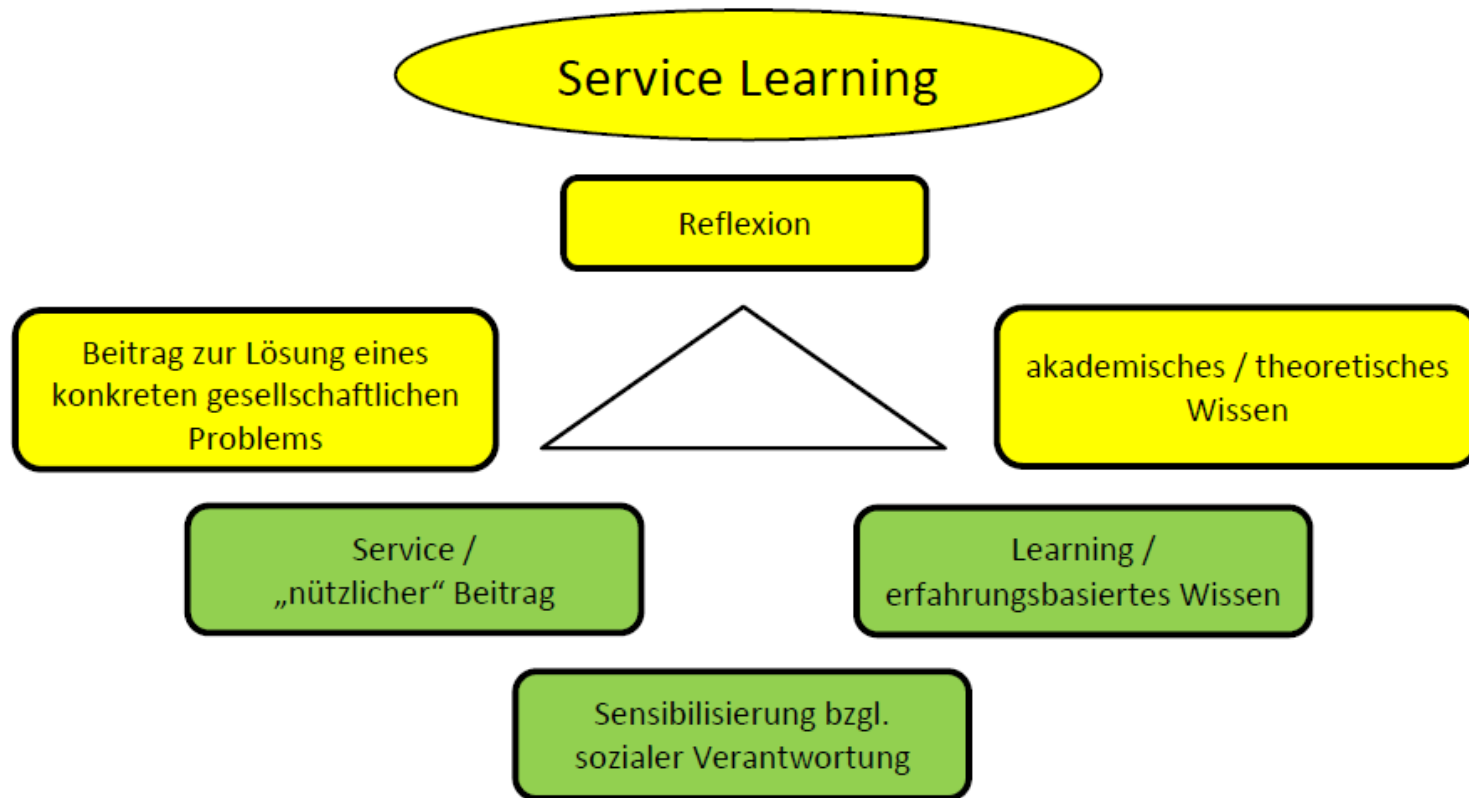 Service Learning
Reflexion
Beitrag zur Lösung eines
konkreten gesellschaftlichen
Problems
akademisches / theoretisches
Wissen
Service /
„nützlicher“ Beitrag
Learning /
erfahrungsbasiertes Wissen
Sensibilisierung bzgl.
sozialer Verantwortung